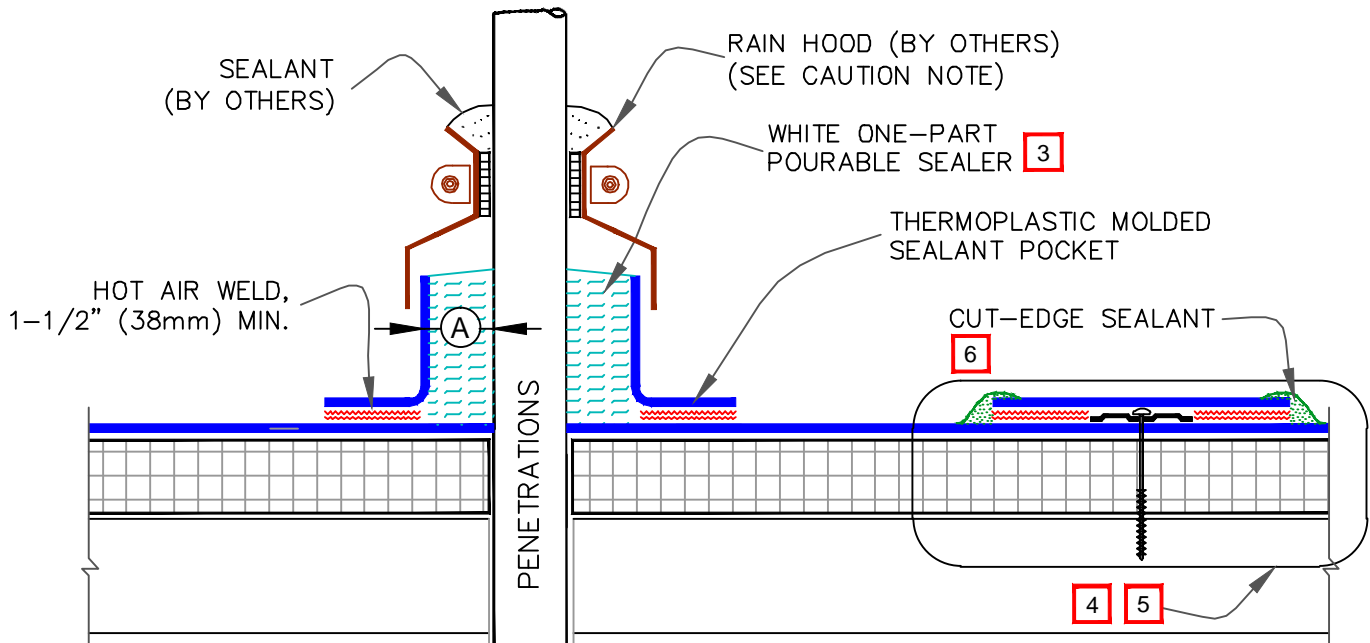 SEALANT
(BY OTHERS)
RAIN HOOD (BY OTHERS)
(SEE CAUTION NOTE)
WHITE ONE–PART
POURABLE SEALER 3
THERMOPLASTIC MOLDED
SEALANT POCKET
HOT AIR WELD,
1–1/2” (38mm) MIN.
A
CUT–EDGE SEALANT
6
PENETRATIONS
4 5